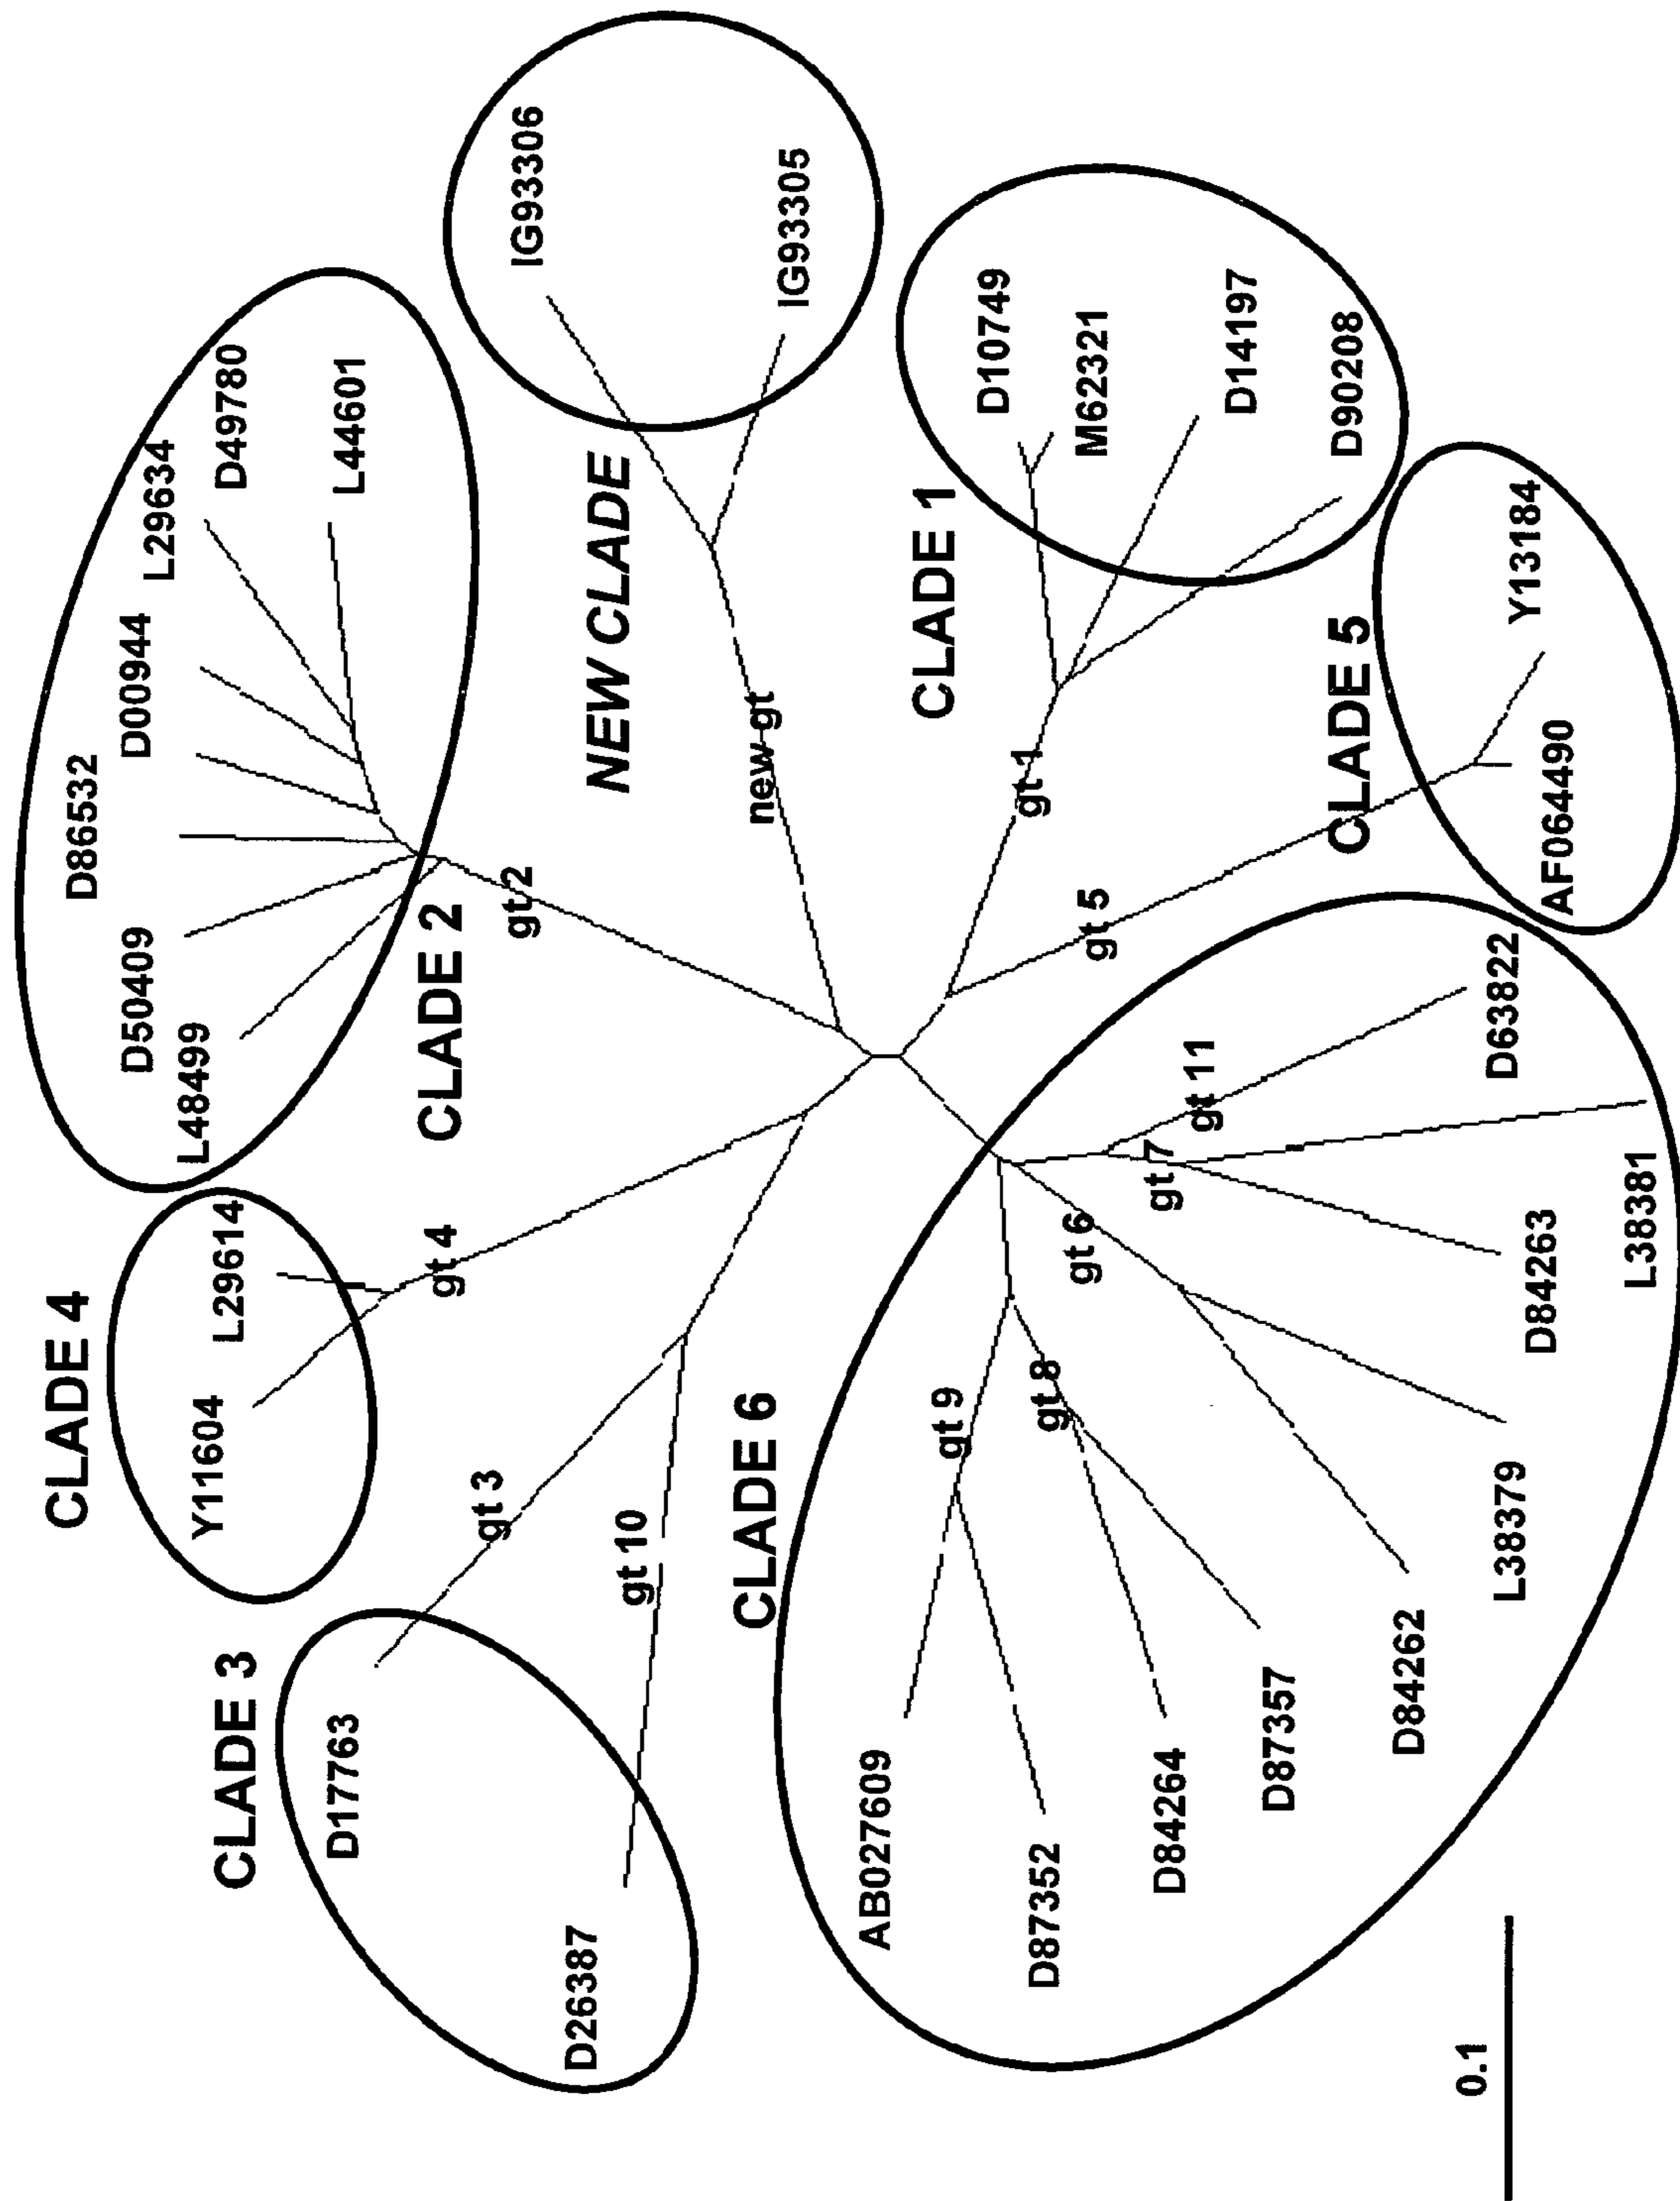 CLADE 4
Y11604
L29614
CLADE 3
D17763
D26387
gt 4
gt 3
gt 10
D86532
D00944
L29634
D49780
L44601
D50409
L48499
CLADE 2
gt 2
NEW CLADE
IG93306
IG93305
new gt
CLADE 1
D10749
M62321
D14197
D90208
gt 1
gt 5
CLADE 5
Y13184
AF064490
CLADE 6
gt 9
gt 8
gt 6
gt 7
gt 11
AB027609
D87352
D84264
D87357
D84262
L38379
D84263
L38381
D63822
0.1